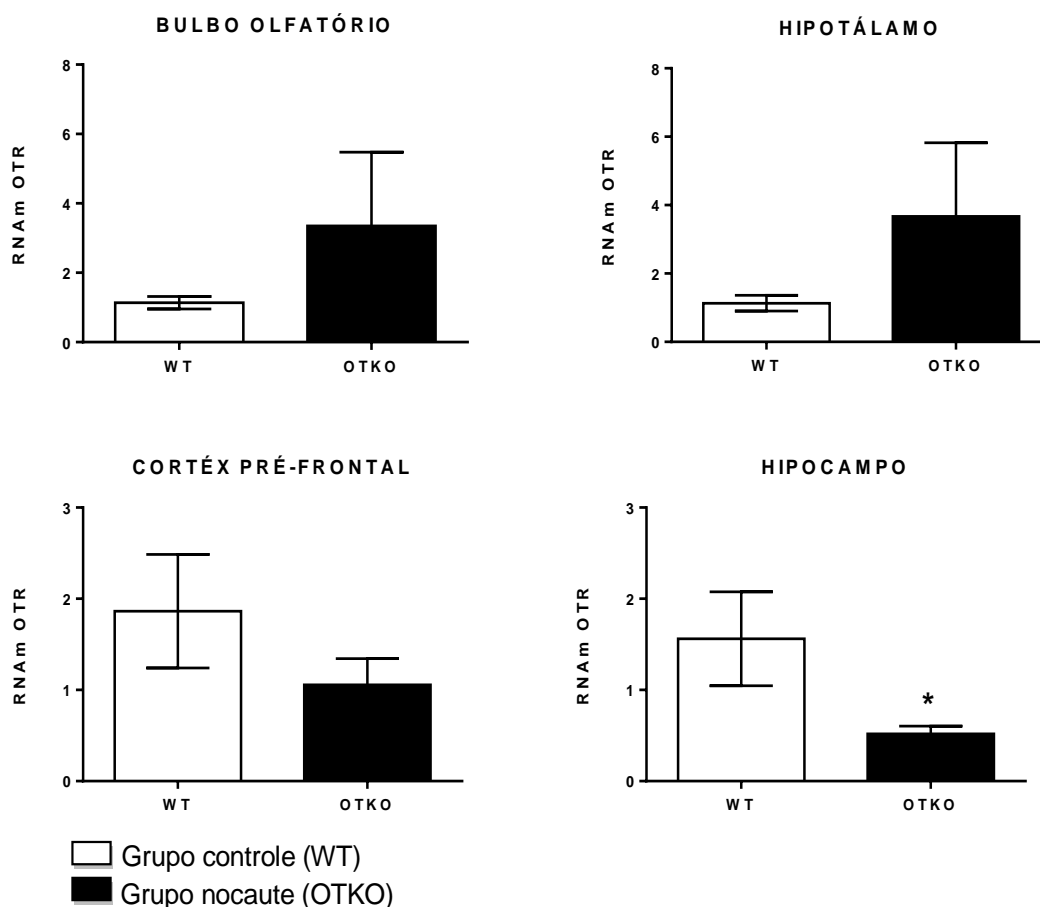 BULBO OLFATÓRIO
8
6
4
2
0
RNAm OTR
WT
OTKO
HIPOTÁLAMO
8
6
4
2
0
RNAm OTR
WT
OTKO
CORTÉX PRÉ-FRONTAL
3
2
1
0
RNAm OTR
WT
OTKO
HIPOCAMPO
3
2
1
0
RNAm OTR
*
WT
OTKO
Grupo controle (WT)
Grupo nocaute (OTKO)